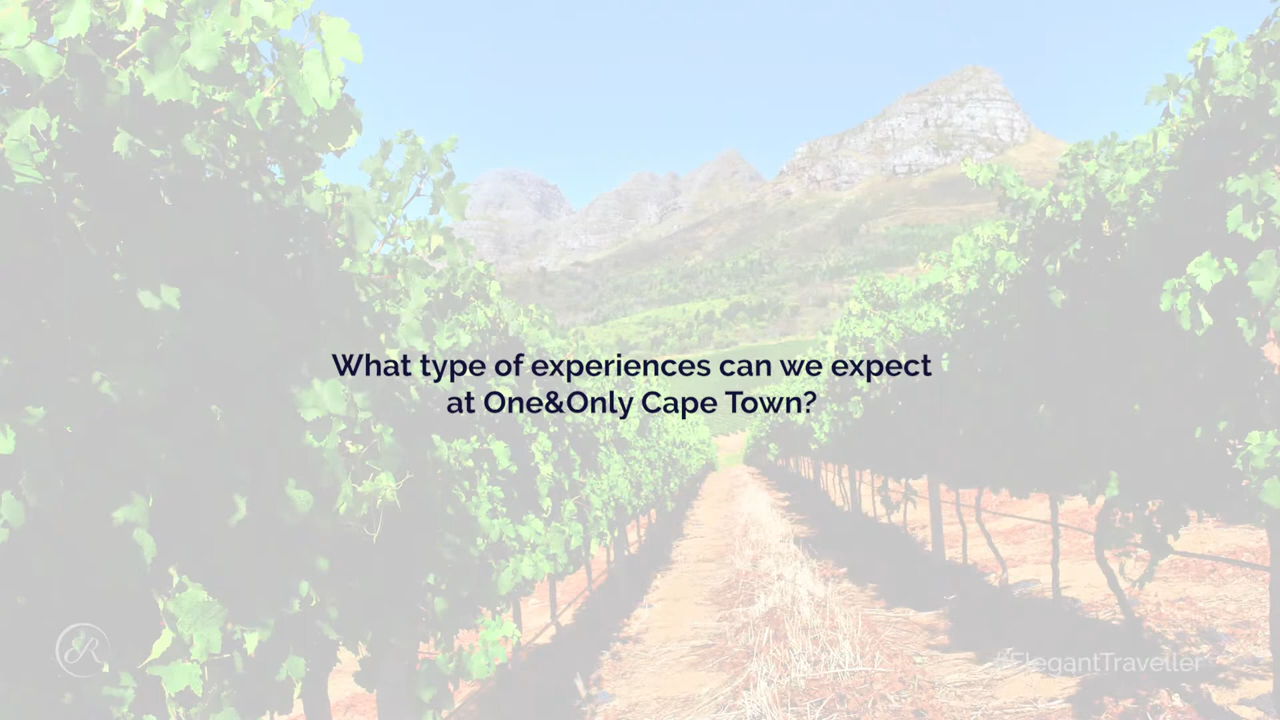 What type of experiences can we expect
at One&Only Cape Town?
#ElegantTraveller